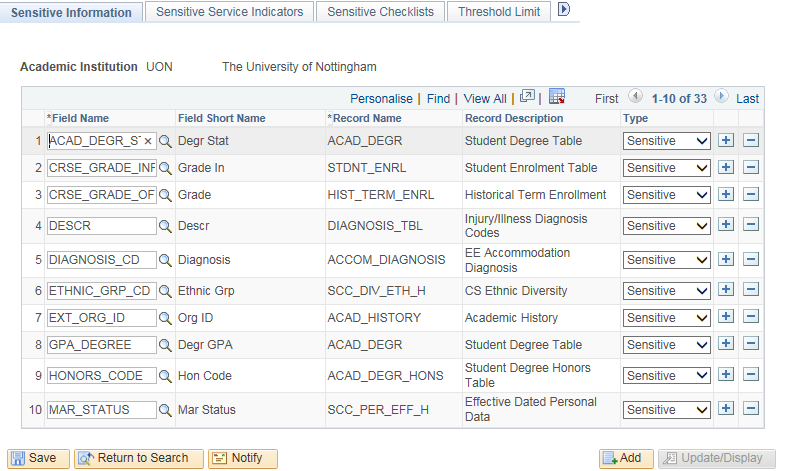 Sensitive Information Sensitive Service Indicators Sensitive Checklists Threshold Limit
Academic Institution UON The University of Nottingham
Personalise | Find | View All | | First 1-10 of 33 Last
*Field Name Field Short Name *Record Name Record Description Type
1 ACAD_DEGR_ST × Degr Stat ACAD_DEGR Student Degree Table Sensitive
2 CRSE_GRADE_INP Grade In STDNT_ENRL Student Enrolment Table Sensitive
3 CRSE_GRADE_OF Grade HIST_TERM_ENRL Historical Term Enrollment Sensitive
4 DESCR Descr DIAGNOSIS_TBL Injury/Illness Diagnosis Codes Sensitive
5 DIAGNOSIS_CD Diagnosis ACCOM_DIAGNOSIS EE Accommodation Diagnosis Sensitive
6 ETHNIC_GRP_CD Ethnic Grp SCC_DIV_ETH_H CS Ethnic Diversity Sensitive
7 EXT_ORG_ID Org ID ACAD_HISTORY Academic History Sensitive
8 GPA_DEGREE Degr GPA ACAD_DEGR Student Degree Table Sensitive
9 HONORS_CODE Hon Code ACAD_DEGR_HONS Student Degree Honors Table Sensitive
10 MAR_STATUS Mar Status SCC_PER_EFF_H Effective Dated Personal Data Sensitive
Save Return to Search Notify Add Update/Display